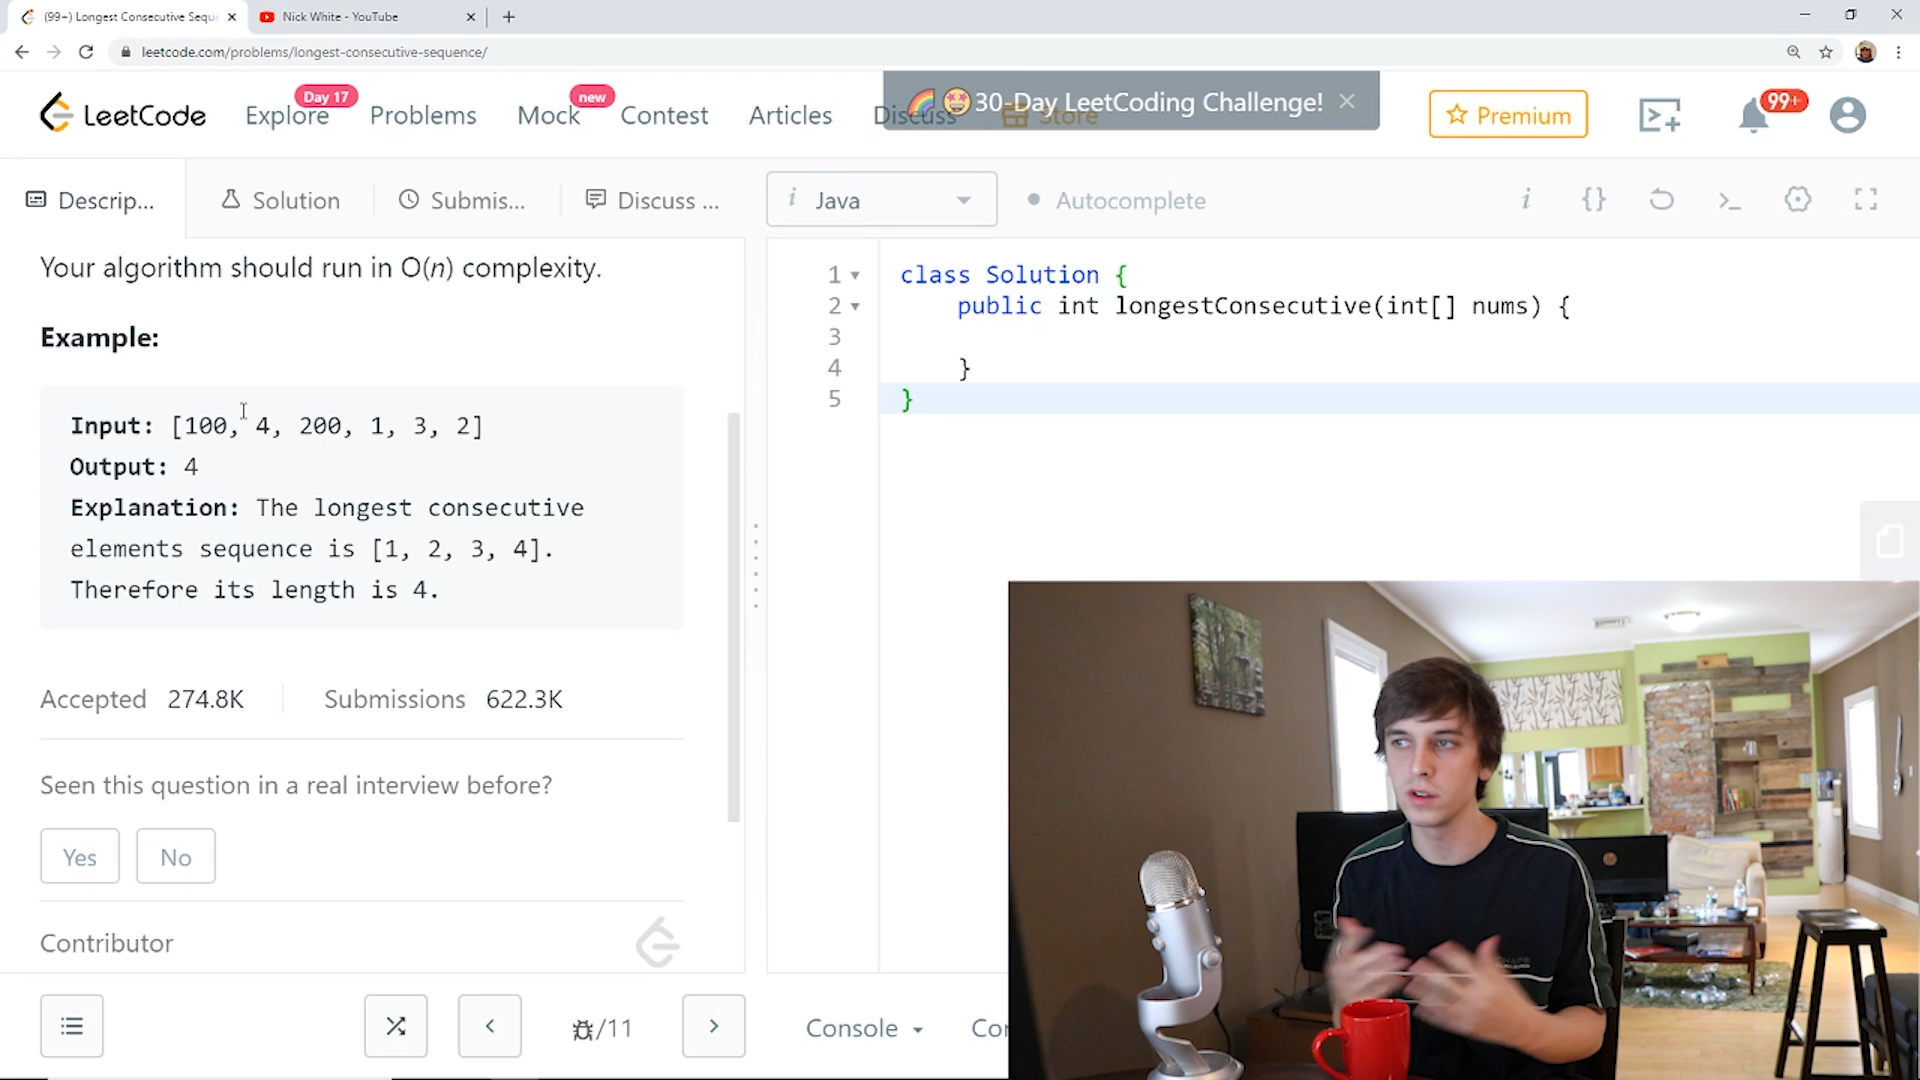 (99+) Longest Consecutive Sequ
Nick White - YouTube
leetcode.com/problems/longest-consecutive-sequence/
LeetCode
Explore
Day 17
Problems
Mock
new
Contest
Articles
Discuss
Store
30-Day LeetCoding Challenge!
Premium
99+
Descrip...
Solution
Submis...
Discuss ...
i Java
Autocomplete
i {} >_
Your algorithm should run in O(n) complexity.
Example:
Input: [100, 4, 200, 1, 3, 2]
Output: 4
Explanation: The longest consecutive
elements sequence is [1, 2, 3, 4].
Therefore its length is 4.
Accepted 274.8K
Submissions 622.3K
Seen this question in a real interview before?
Yes
No
Contributor
/11
1 class Solution {
2 public int longestConsecutive(int[] nums) {
3
4 }
5 }
Console
Co